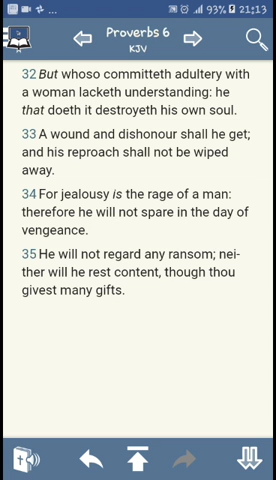 93% 21:13
Proverbs 6
KJV
32 But whoso committeth adultery with
a woman lacketh understanding: he
that doeth it destroyeth his own soul.
33 A wound and dishonour shall he get;
and his reproach shall not be wiped
away.
34 For jealousy is the rage of a man:
therefore he will not spare in the day of
vengeance.
35 He will not regard any ransom; nei-
ther will he rest content, though thou
givest many gifts.